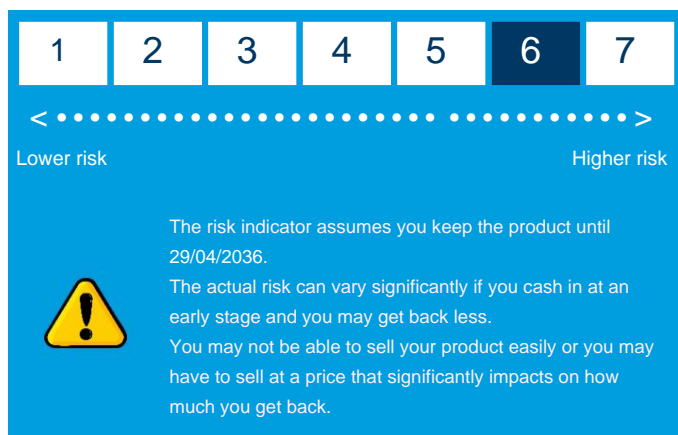 1 2 3 4 5 6 7
< >
Lower risk Higher risk
The risk indicator assumes you keep the product until
29/04/2036.
The actual risk can vary significantly if you cash in at an
early stage and you may get back less.
You may not be able to sell your product easily or you may
have to sell at a price that significantly impacts on how
much you get back.